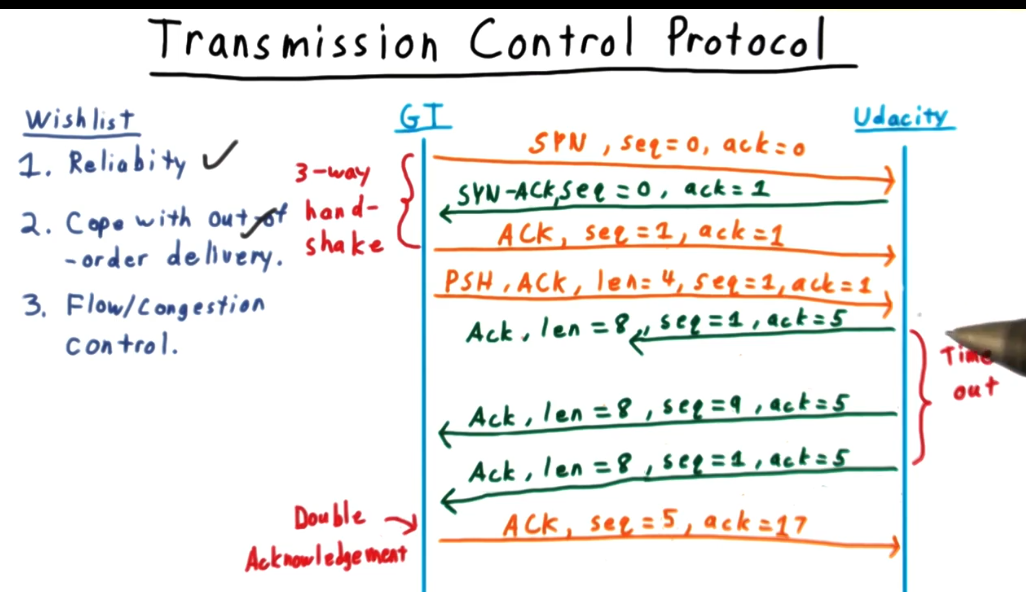 Transmission Control Protocol
Wishlist
1. Reliabity ✓
2. Cope with out of
-order delivery.
3. Flow/Congestion
control.
GT
Udacity
3-way
hand-
shake
SYN, seq=0, ack=0
SYN-ACK, seq=0, ack=1
ACK, seq=1, ack=1
PSH, ACK, len=4, seq=1, ack=1
Ack, len=8, seq=1, ack=5
Ack, len=8, seq=9, ack=5
Ack, len=8, seq=1, ack=5
Time
out
Double
Acknowledgement
ACK, seq=5, ack=17